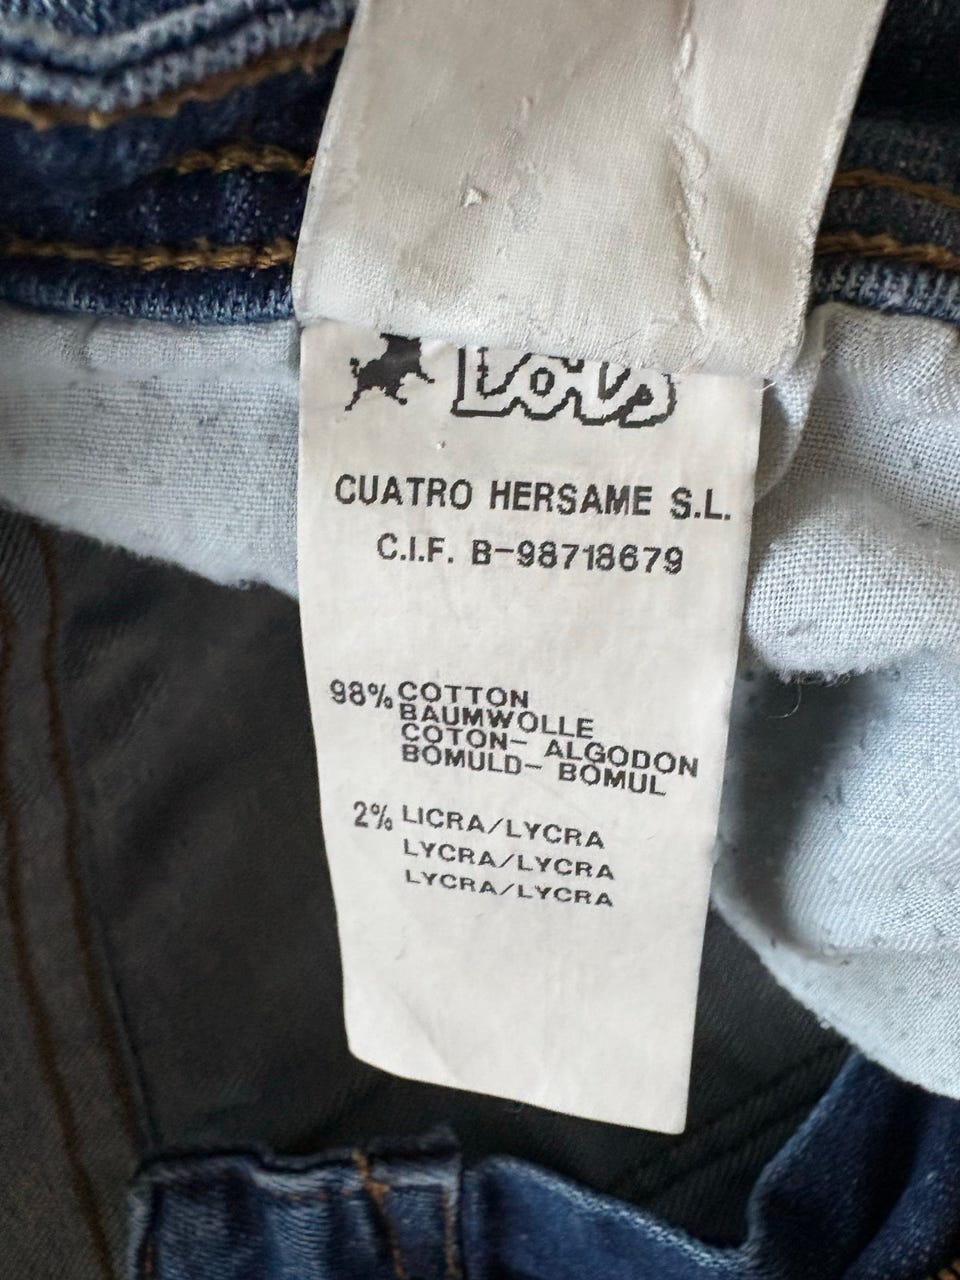 Lois
CUATRO HERSAME S.L.
C.I.F. B-98718679
98% COTTON
BAUMWOLLE
COTON- ALGODON
BOMULD- BOMUL
2% LICRA/LYCRA
LYCRA/LYCRA
LYCRA/LYCRA